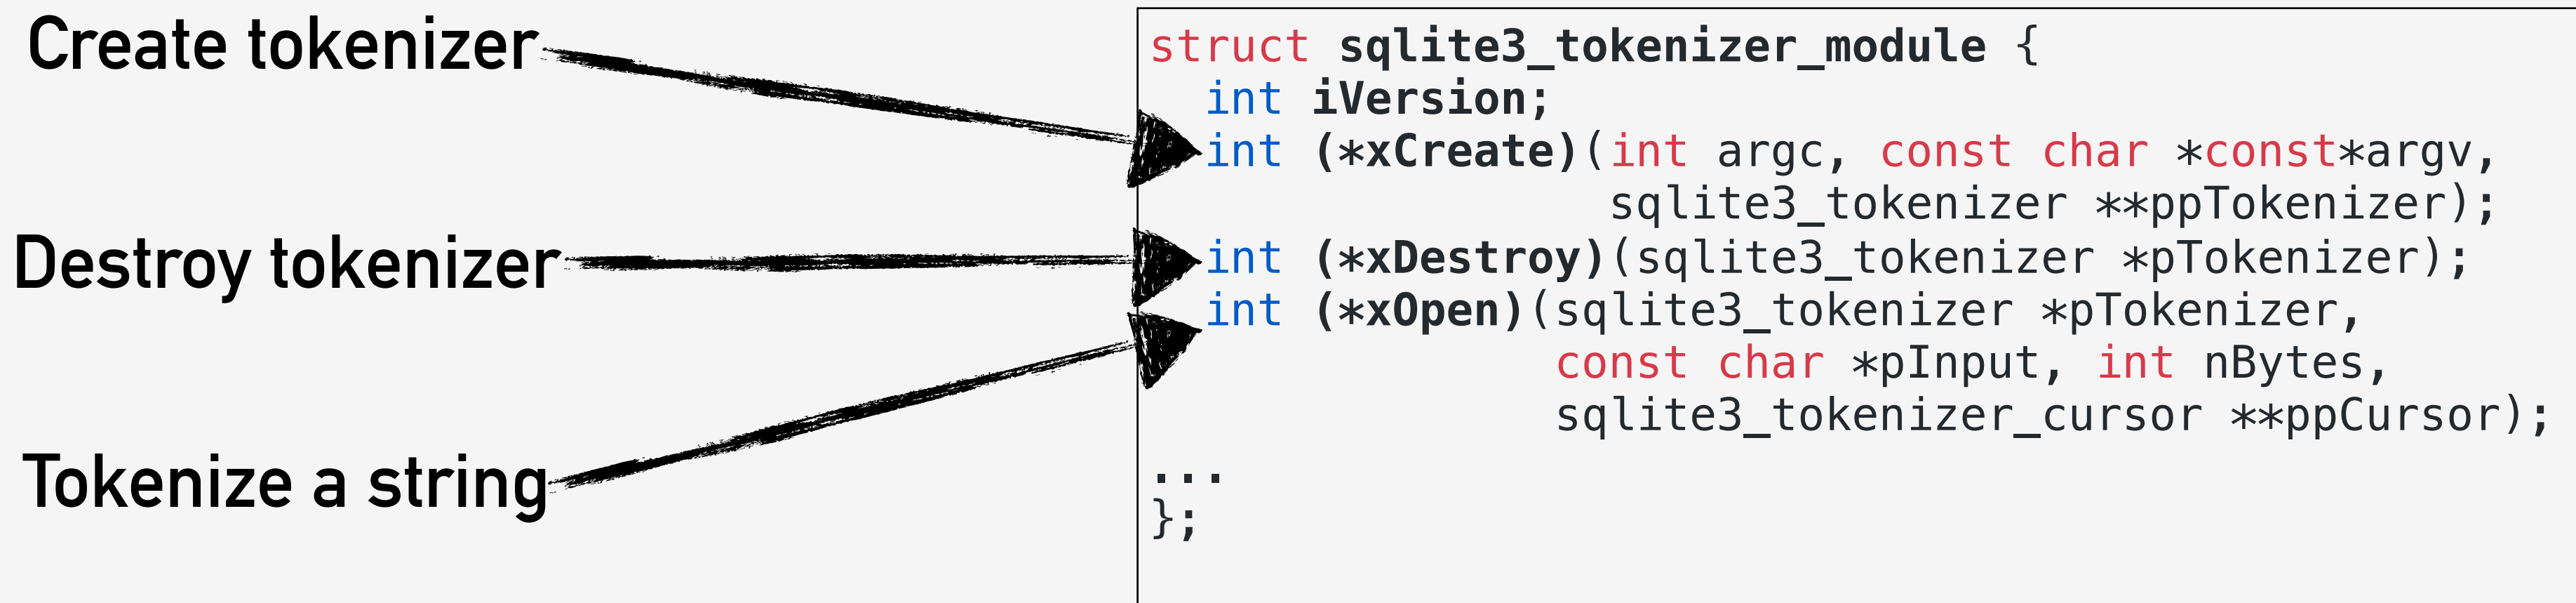 Create tokenizer
Destroy tokenizer
Tokenize a string
struct sqlite3_tokenizer_module {
  int iVersion;
  int (*xCreate)(int argc, const char *const*argv,
                 sqlite3_tokenizer **ppTokenizer);
  int (*xDestroy)(sqlite3_tokenizer *pTokenizer);
  int (*xOpen)(sqlite3_tokenizer *pTokenizer,
               const char *pInput, int nBytes,
               sqlite3_tokenizer_cursor **ppCursor);
...
};